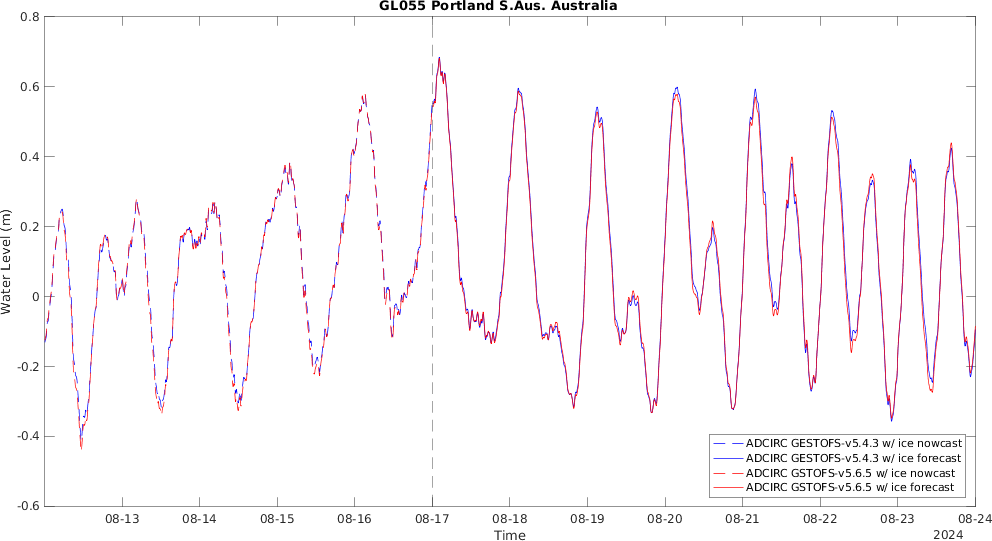 GL055 Portland S.Aus. Australia
0.8
0.6
0.4
0.2
0
-0.2
-0.4
-0.6
Water Level (m)
ADCIRC GESTOFS-v5.4.3 w/ ice nowcast
ADCIRC GESTOFS-v5.4.3 w/ ice forecast
ADCIRC GSTOFS-v5.6.5 w/ ice nowcast
ADCIRC GSTOFS-v5.6.5 w/ ice forecast
08-13 08-14 08-15 08-16 08-17 08-18 08-19 08-20 08-21 08-22 08-23 08-24
Time
2024